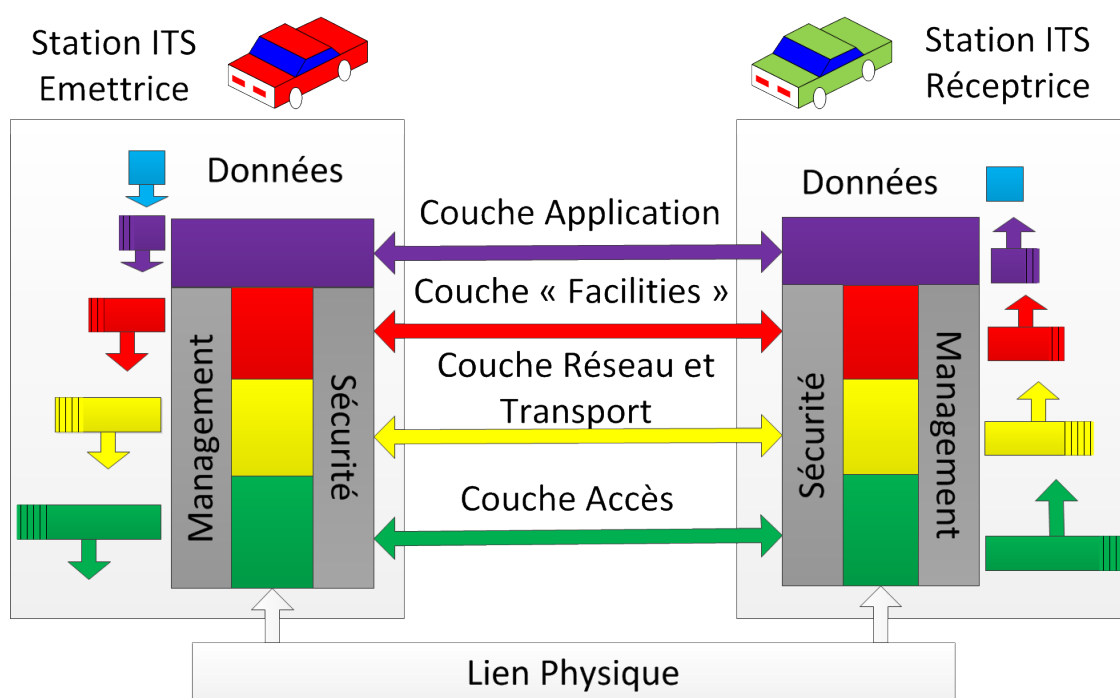 Station ITS
Emettrice
Station ITS
Réceptrice
Données
Données
Couche Application
Couche « Facilities »
Couche Réseau et
Transport
Couche Accès
Management
Sécurité
Sécurité
Management
Lien Physique